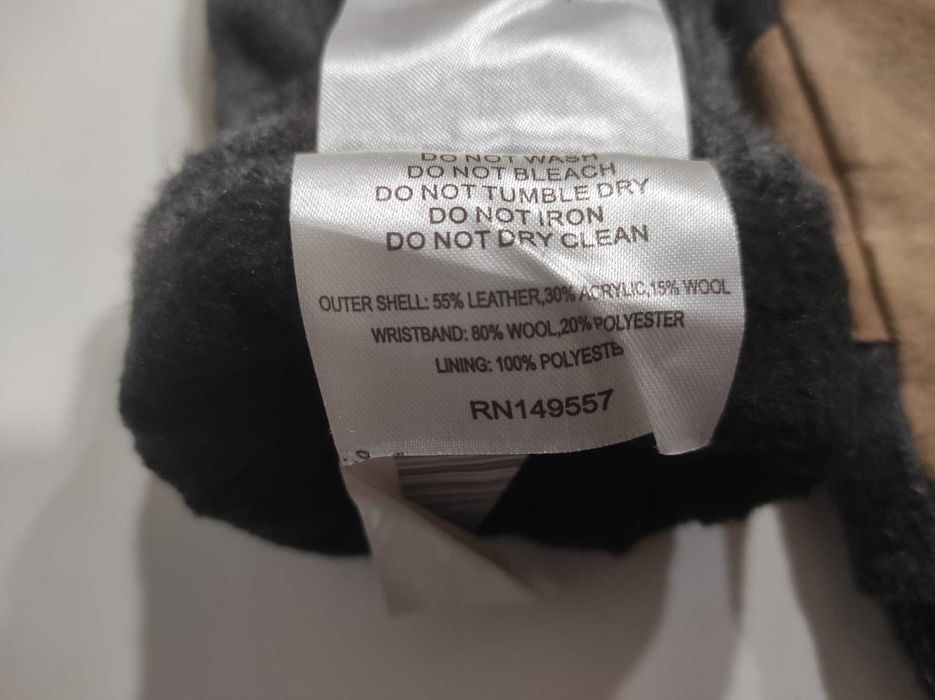 DO NOT WASH
DO NOT BLEACH
DO NOT TUMBLE DRY
DO NOT IRON
DO NOT DRY CLEAN
OUTER SHELL: 55% LEATHER,30% ACRYLIC,15% WOOL
WRISTBAND: 80% WOOL,20% POLYESTER
LINING: 100% POLYESTE
RN149557